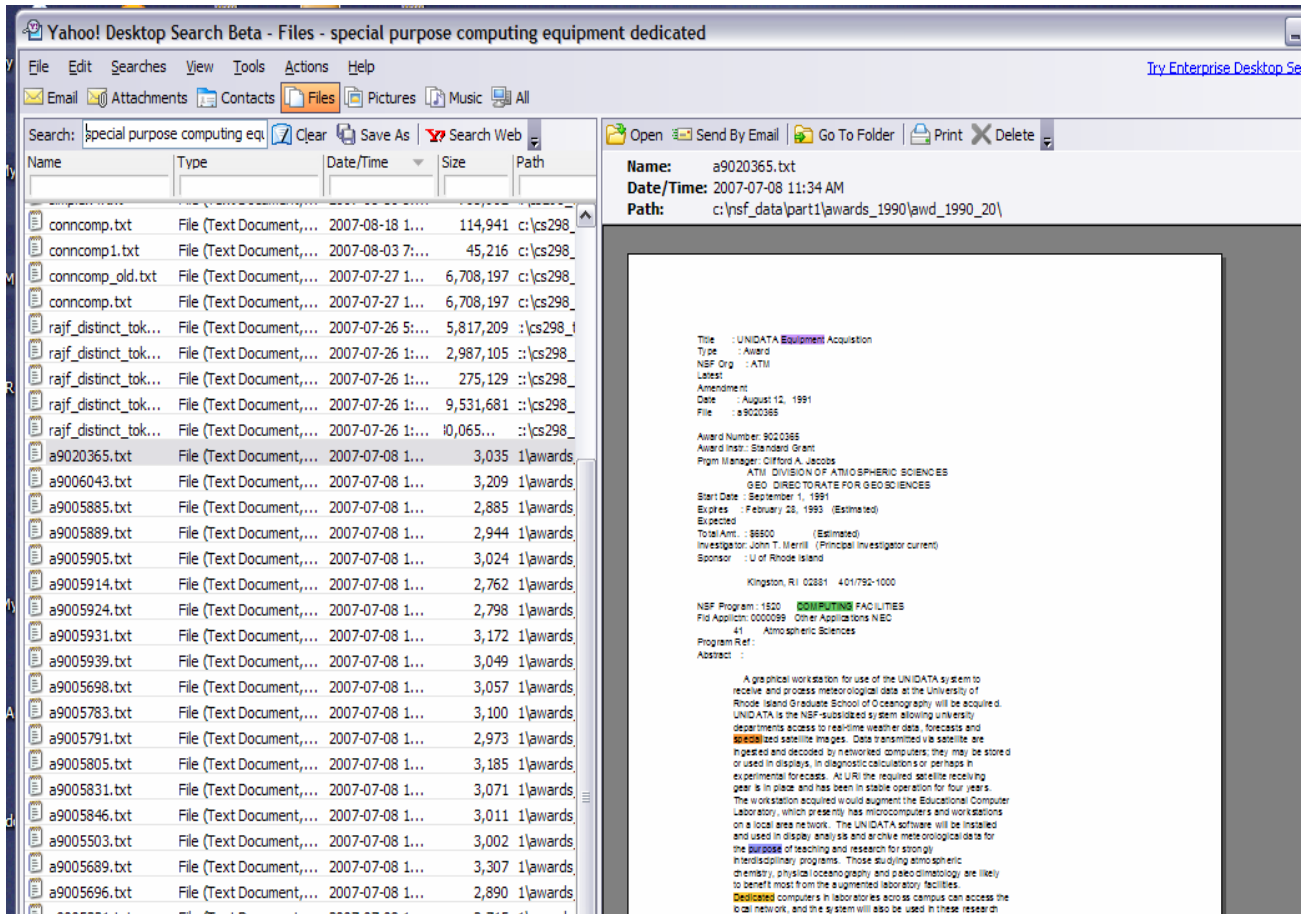 Yahoo! Desktop Search Beta - Files - special purpose computing equipment dedicated
File Edit Searches View Tools Actions Help
Try Enterprise Desktop Se
Email Attachments Contacts Files Pictures Music All
Search: special purpose computing equ Clear Save As Search Web
Open Send By Email Go To Folder Print Delete
Name Type Date/Time Size Path
Name: a9020365.txt
Date/Time: 2007-07-08 11:34 AM
Path: c:\nsf_data\part1\awards_1990\awd_1990_20\
conncomp.txt File (Text Document,... 2007-08-18 1... 114,941 c:\cs298_
conncomp1.txt File (Text Document,... 2007-08-03 7:... 45,216 c:\cs298_
conncomp_old.txt File (Text Document,... 2007-07-27 1... 6,708,197 c:\cs298_
conncomp.txt File (Text Document,... 2007-07-27 1... 6,708,197 c:\cs298_
rajf_distinct_tok... File (Text Document,... 2007-07-26 5:... 5,817,209 :\cs298_f
rajf_distinct_tok... File (Text Document,... 2007-07-26 1:... 2,987,105 ::\cs298_
rajf_distinct_tok... File (Text Document,... 2007-07-26 1:... 275,129 ::\cs298_
rajf_distinct_tok... File (Text Document,... 2007-07-26 1:... 9,531,681 ::\cs298_
rajf_distinct_tok... File (Text Document,... 2007-07-26 1:... 0,065... ::\cs298_
a9020365.txt File (Text Document,... 2007-07-08 1... 3,035 1\awards_
a9006043.txt File (Text Document,... 2007-07-08 1... 3,209 1\awards_
a9005885.txt File (Text Document,... 2007-07-08 1... 2,885 1\awards_
a9005889.txt File (Text Document,... 2007-07-08 1... 2,944 1\awards_
a9005905.txt File (Text Document,... 2007-07-08 1... 3,024 1\awards_
a9005914.txt File (Text Document,... 2007-07-08 1... 2,762 1\awards_
a9005924.txt File (Text Document,... 2007-07-08 1... 2,798 1\awards_
a9005931.txt File (Text Document,... 2007-07-08 1... 3,172 1\awards_
a9005939.txt File (Text Document,... 2007-07-08 1... 3,049 1\awards_
a9005698.txt File (Text Document,... 2007-07-08 1... 3,057 1\awards_
a9005783.txt File (Text Document,... 2007-07-08 1... 3,100 1\awards_
a9005791.txt File (Text Document,... 2007-07-08 1... 2,973 1\awards_
a9005805.txt File (Text Document,... 2007-07-08 1... 3,185 1\awards_
a9005831.txt File (Text Document,... 2007-07-08 1... 3,071 1\awards_
a9005846.txt File (Text Document,... 2007-07-08 1... 3,011 1\awards_
a9005503.txt File (Text Document,... 2007-07-08 1... 3,002 1\awards_
a9005689.txt File (Text Document,... 2007-07-08 1... 3,307 1\awards_
a9005696.txt File (Text Document,... 2007-07-08 1... 2,890 1\awards_
Title : UNIDATA Equipment Acquistion
Type : Award
NSF Org : ATM
Latest
Amendment
Date : August 12, 1991
File : a9020365
Award Number: 9020365
Award Instr.: Standard Grant
Prgm Manager: Clifford A. Jacobs
ATM DIVISION OF ATMOSPHERIC SCIENCES
GEO DIRECTORATE FOR GEOSCIENCES
Start Date : September 1, 1991
Expires : February 28, 1993 (Estimated)
Expected
Total Amt. : $6500 (Estimated)
Investigator: John T. Merrill (Principal Investigator current)
Sponsor : U of Rhode Island
Kingston, RI 02881 401/792-1000
NSF Program : 1520 COMPUTING FACILITIES
Fld Applictn: 0000099 Other Applications NEC
41 Atmospheric Sciences
Program Ref :
Abstract :
A graphical workstation for use of the UNIDATA system to
receive and process meteorological data at the University of
Rhode Island Graduate School of Oceanography will be acquired.
UNIDATA is the NSF-subsidized system allowing university
departments access to real-time weather data, forecasts and
specialized satellite images. Data transmitted via satellite are
ingested and decoded by networked computers; they may be stored
or used in displays, in diagnostic calculations or perhaps in
experimental forecasts. At URI the required satellite receiving
gear is in place and has been in stable operation for four years.
The workstation acquired would augment the Educational Computer
Laboratory, which presently has microcomputers and workstations
on a local area network. The UNIDATA software will be installed
and used in display analysis and archive meteorological data for
the purpose of teaching and research for strongly
interdisciplinary programs. Those studying atmospheric
chemistry, physical oceanography and paleoclimatology are likely
to benefit most from the augmented laboratory facilities.
Dedicated computers in laboratories across campus can access the
local network, and the system will also be used in these research